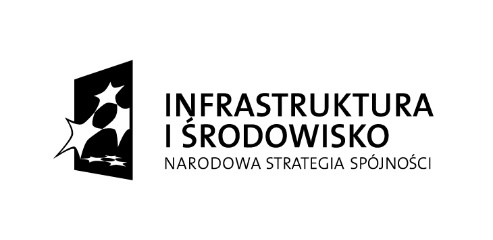 INFRASTRUKTURA
I ŚRODOWISKO
NARODOWA STRATEGIA SPÓJNOŚCI